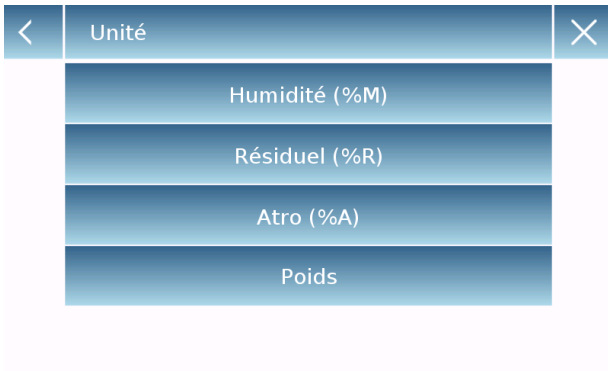 Unité
Humidité (%M)
Résiduel (%R)
Atro (%A)
Poids